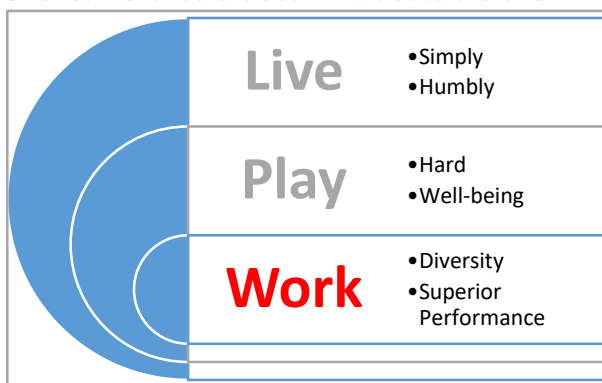 Live
•Simply
•Humbly
Play
•Hard
•Well-being
Work
•Diversity
•Superior
Performance